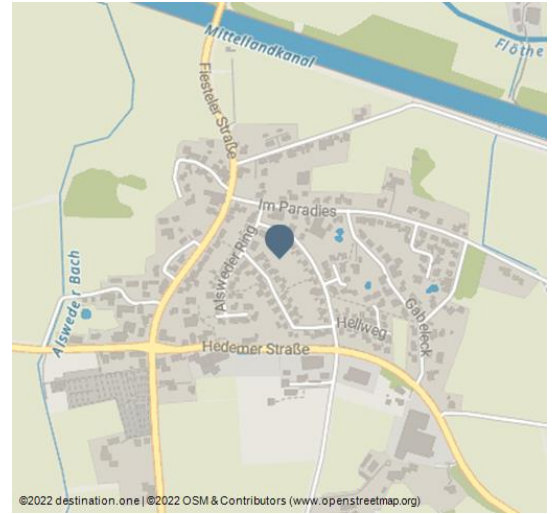 Mittellandkanal
Flöthe
Fiesteler Straße
Im Paradies
Alsweder Ring
Alsweder Bach
Gabeleck
Hellweg
Hedemer Straße
©2022 destination.one | ©2022 OSM & Contributors (www.openstreetmap.org)